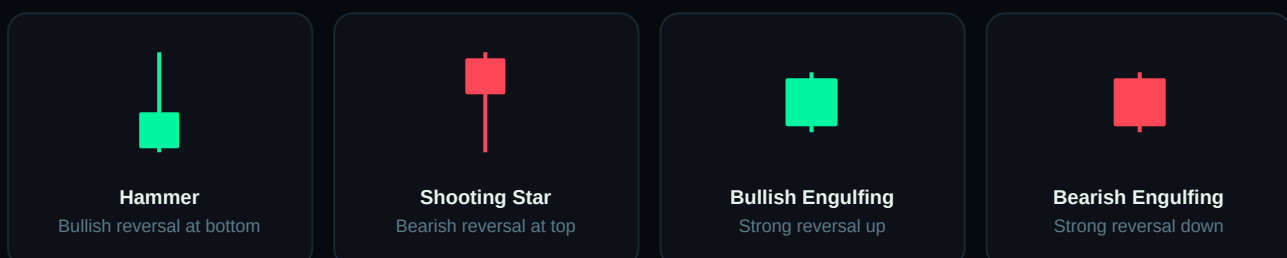 Hammer
Bullish reversal at bottom
Shooting Star
Bearish reversal at top
Bullish Engulfing
Strong reversal up
Bearish Engulfing
Strong reversal down